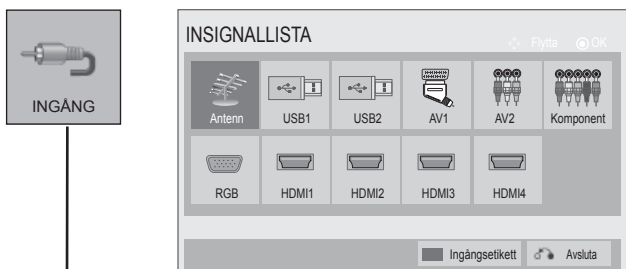 INGÅNG
INSIGNALLISTA
Flytta OK
Antenn USB1 USB2 AV1 AV2 Komponent
RGB HDMI1 HDMI2 HDMI3 HDMI4
Ingångsetikett Avsluta